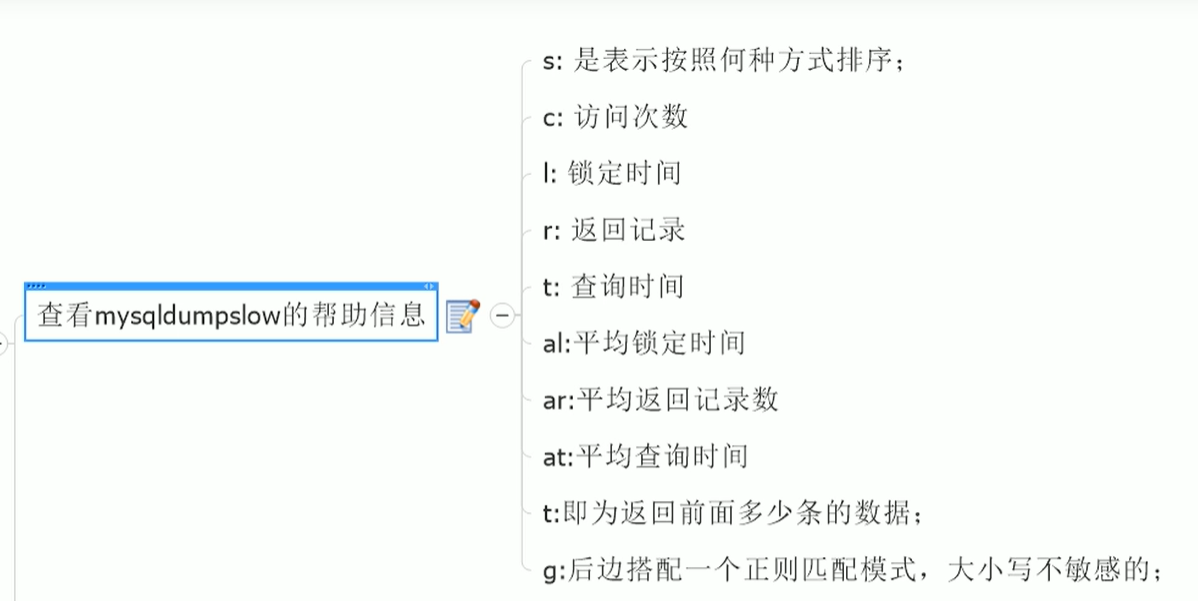 s: 是表示按照何种方式排序；
c: 访问次数
l: 锁定时间
r: 返回记录
t: 查询时间
查看mysqldumpslow的帮助信息
al:平均锁定时间
ar:平均返回记录数
at:平均查询时间
t:即为返回前面多少条的数据；
g:后边搭配一个正则匹配模式，大小写不敏感的；